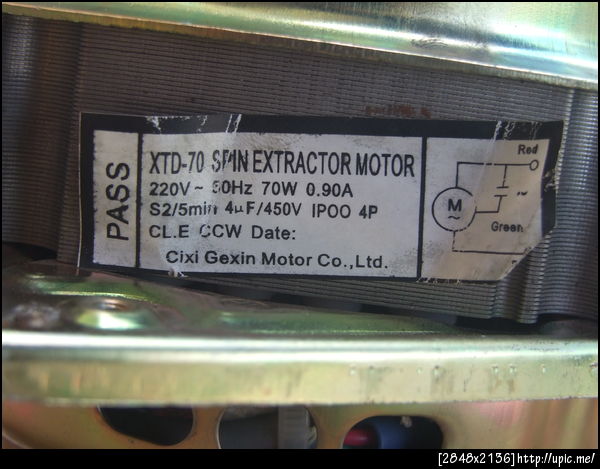 PASS
XTD-70 SPIN EXTRACTOR MOTOR
220V~ 50Hz 70W 0.90A
S2/5min 4µF/450V IPOO 4P
CL.E CCW Date:
Cixi Gexin Motor Co.,Ltd.
Red
M
~
~
Green
[2848x2136]http://upic.me/